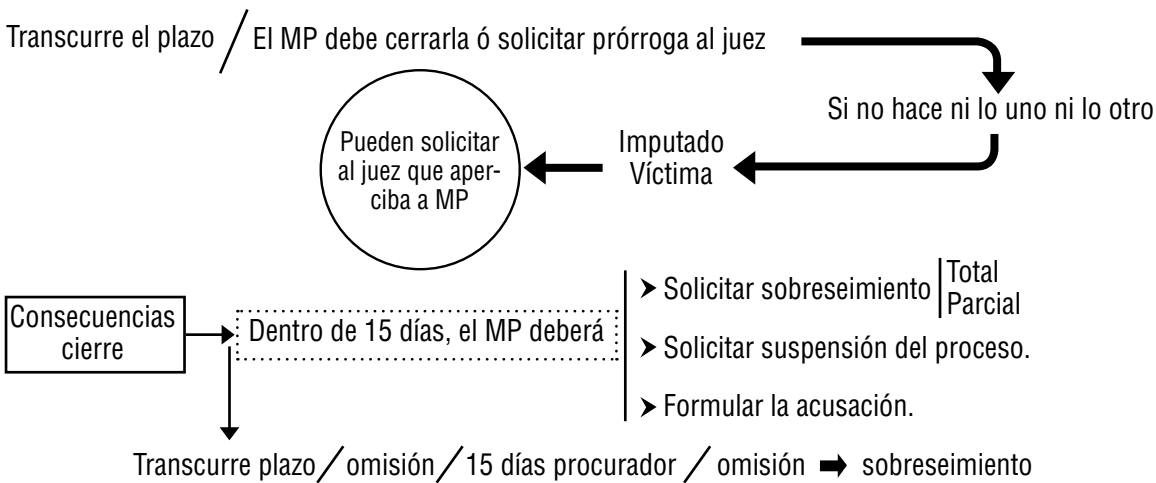 Transcurre el plazo / El MP debe cerrarla ó solicitar prórroga al juez
Si no hace ni lo uno ni lo otro
Imputado
Víctima
Pueden solicitar
al juez que aper-
ciba a MP
Consecuencias
cierre
Dentro de 15 días, el MP deberá
Solicitar sobreseimiento
Total
Parcial
Solicitar suspensión del proceso.
Formular la acusación.
Transcurre plazo / omisión / 15 días procurador / omisión ➡ sobreseimiento